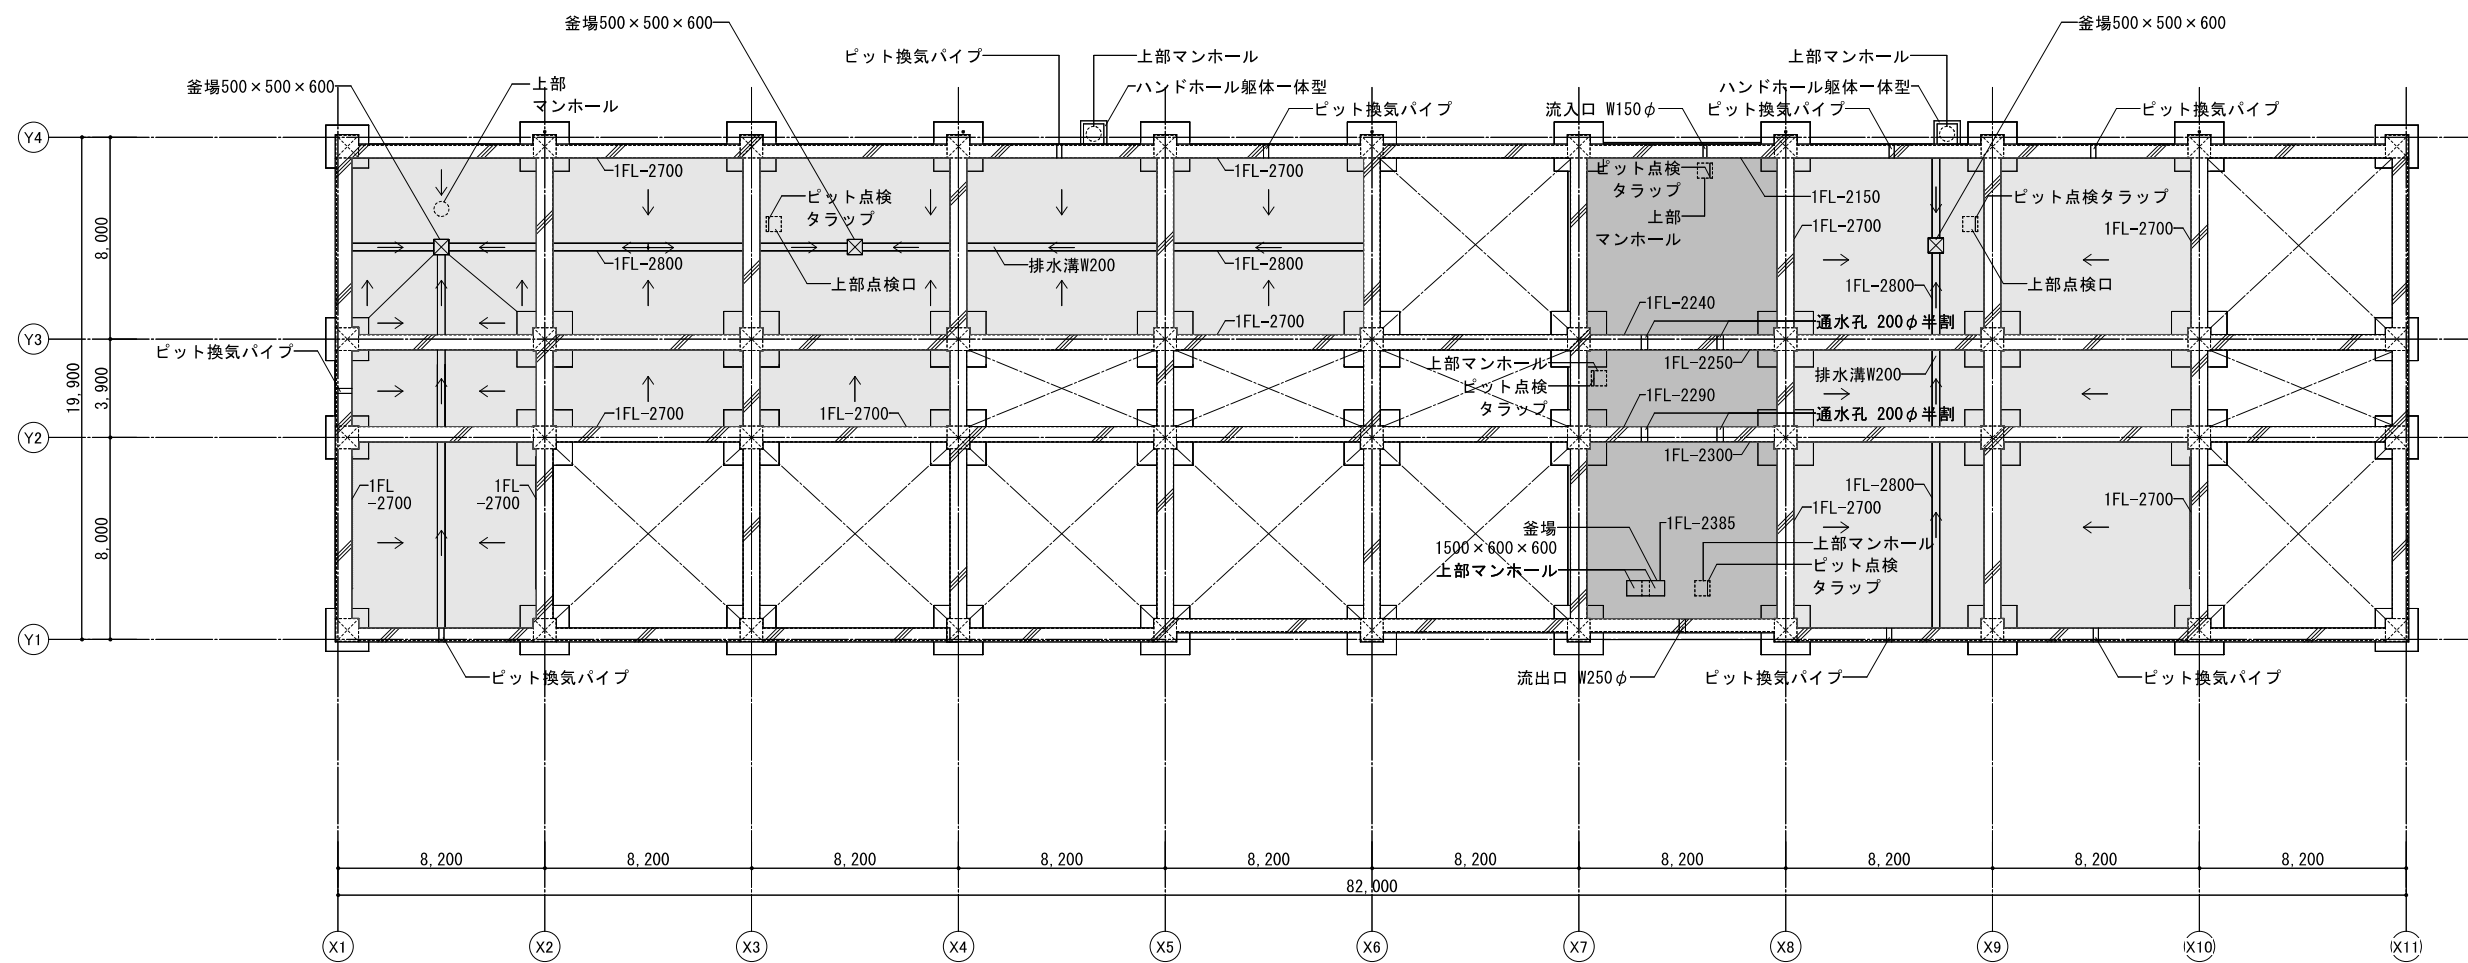 釜場500×500×600
釜場500×500×600
ピット換気パイプ
上部マンホール
上部マンホール
釜場500×500×600
上部
マンホール
ハンドホール躯体一体型
ハンドホール躯体一体型
ピット換気パイプ
流入口 W150φ
ピット換気パイプ
ピット換気パイプ
Y4
1FL-2700
1FL-2700
ピット点検
タラップ
ピット点検
タラップ
1FL-2150
ピット点検タラップ
上部
マンホール
1FL-2700
1FL-2700
8,000
1FL-2800
排水溝W200
1FL-2800
上部点検口
1FL-2800
上部点検口
1FL-2240
1FL-2700
通水孔 200φ半割
Y3
ピット換気パイプ
上部マンホール
1FL-2250
排水溝W200
ピット点検
タラップ
19,900
3,900
1FL-2290
1FL-2700
1FL-2700
通水孔 200φ半割
Y2
1FL-2300
1FL
-2700
1FL
-2700
1FL-2800
1FL-2700
1FL-2700
8,000
釜場
1500×600×600
上部マンホール
1FL-2385
上部マンホール
ピット点検
タラップ
Y1
ピット換気パイプ
流出口 W250φ
ピット換気パイプ
ピット換気パイプ
8,200
8,200
8,200
8,200
8,200
8,200
8,200
8,200
8,200
8,200
82,000
X1
X2
X3
X4
X5
X6
X7
X8
X9
X10
X11